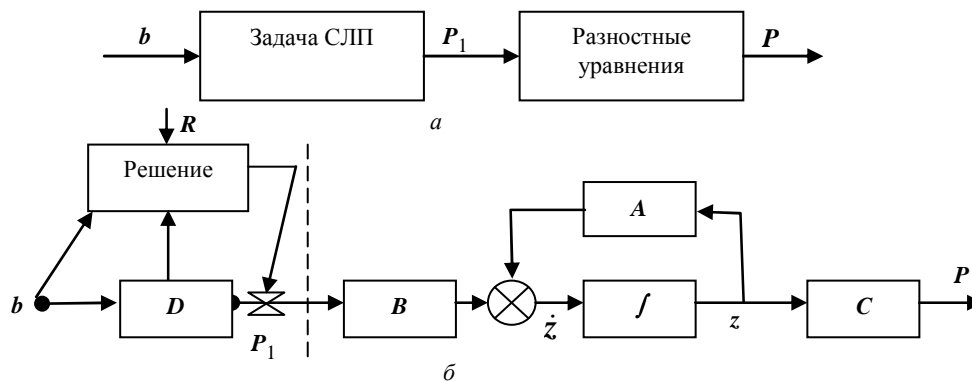 b
Задача СЛП
P₁
Разностные
уравнения
P
а
R
Решение
b
D
P₁
B
A
ż
∫
z
C
P
б